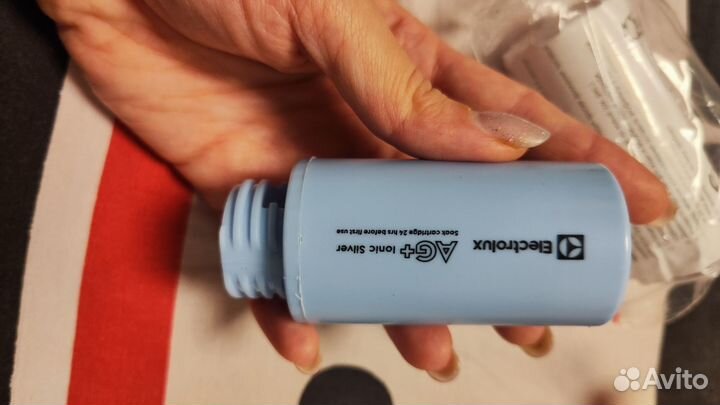 Electrolux
AG+ Ionic Silver
Soak cartridge 24 hrs before first use
Avito